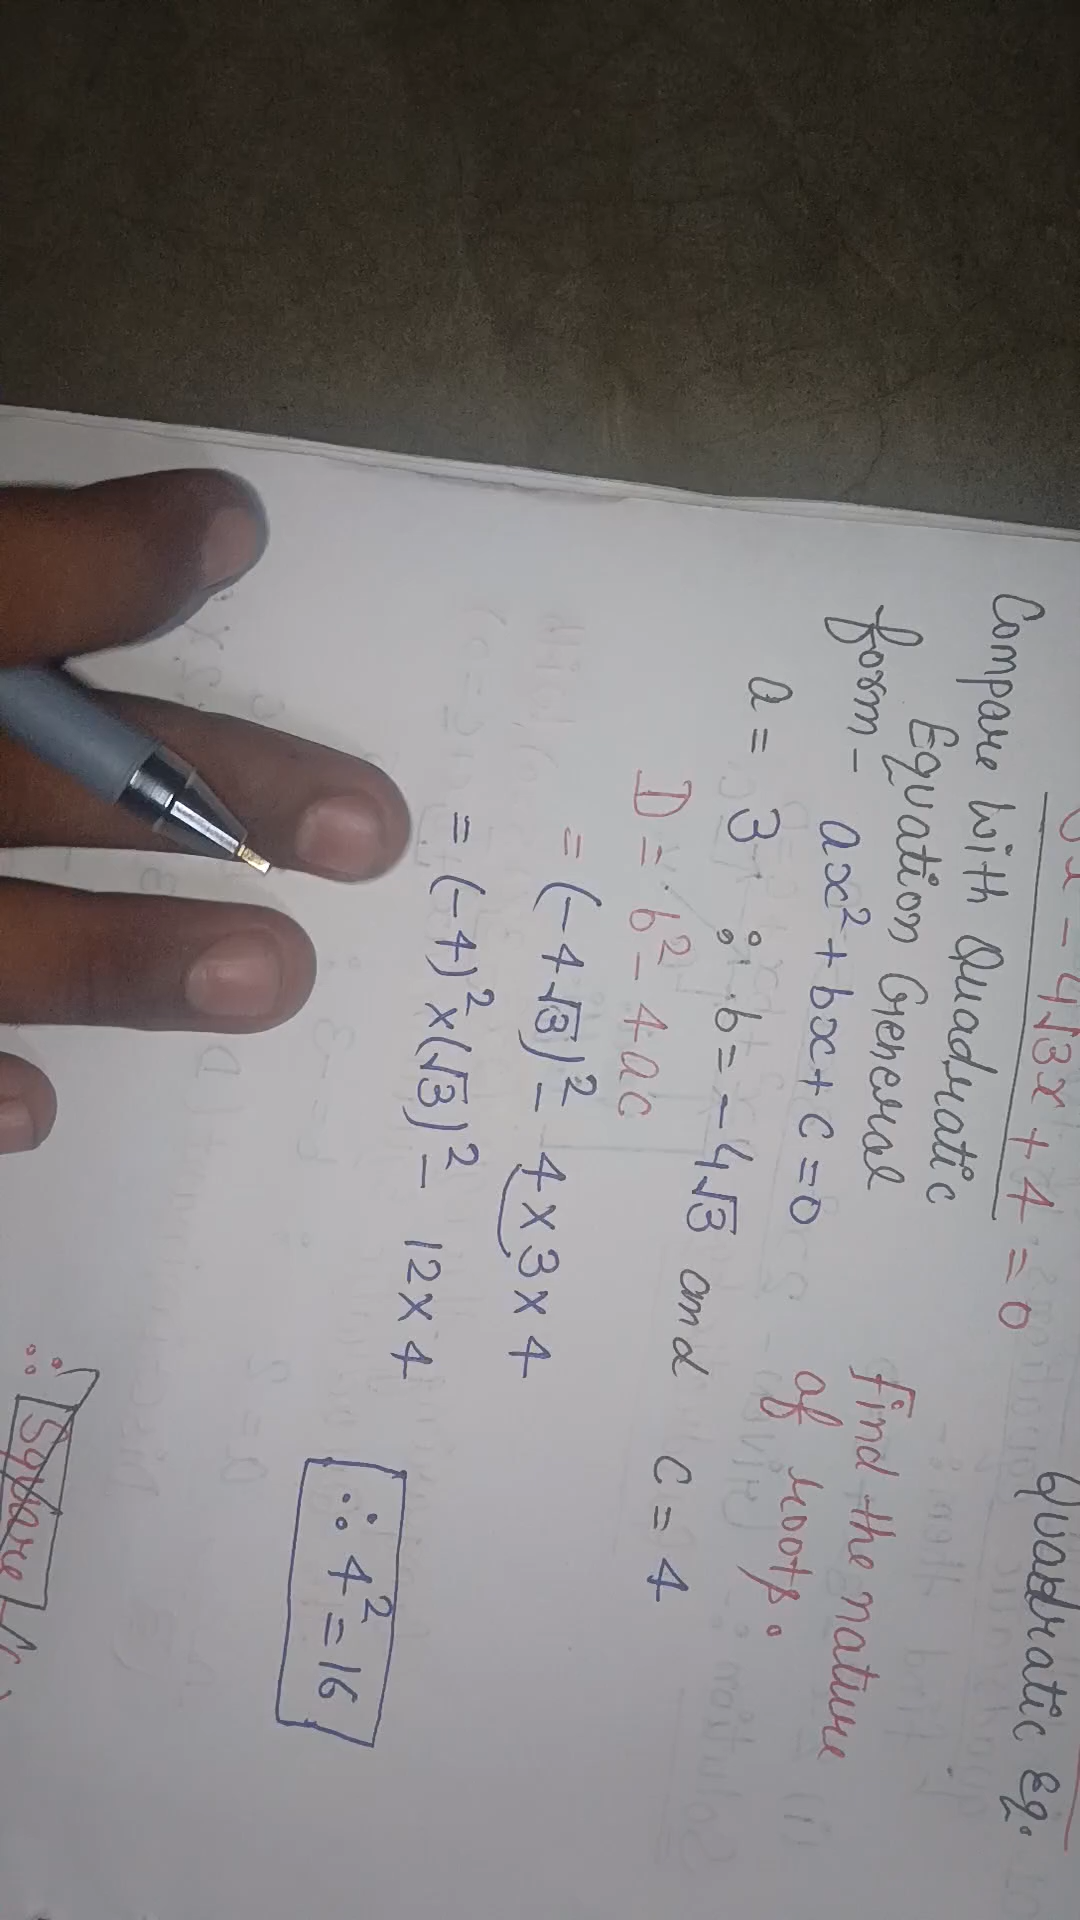 Quadratic Eq.
- 4√3x + 4 = 0
Compare With Quadratic
Equation General
form -
ax² + bx + c = 0
find the nature
of roots.
a = 3 ; b = -4√3 and c = 4
D = b² - 4ac
= (-4√3)² - 4 × 3 × 4
= (-4)² × (√3)² - 12 × 4
∴ 4² = 16
∴ Square